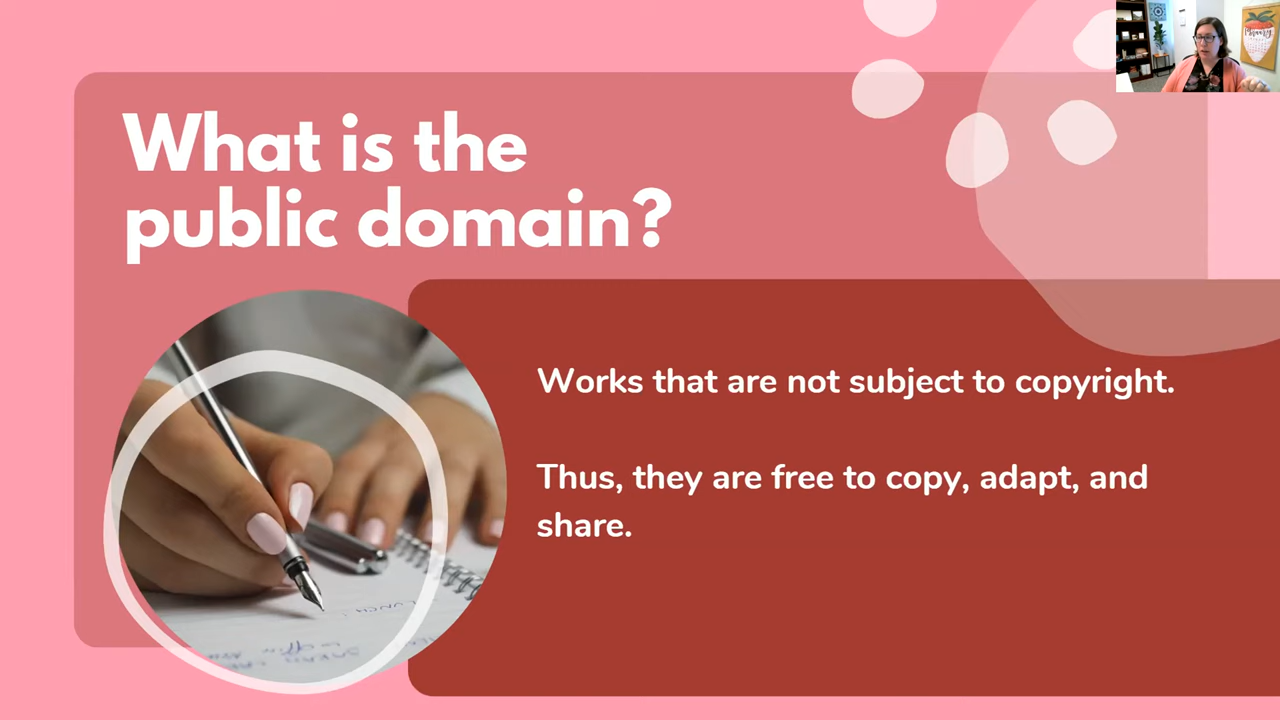 What is the
public domain?
Works that are not subject to copyright.
Thus, they are free to copy, adapt, and
share.